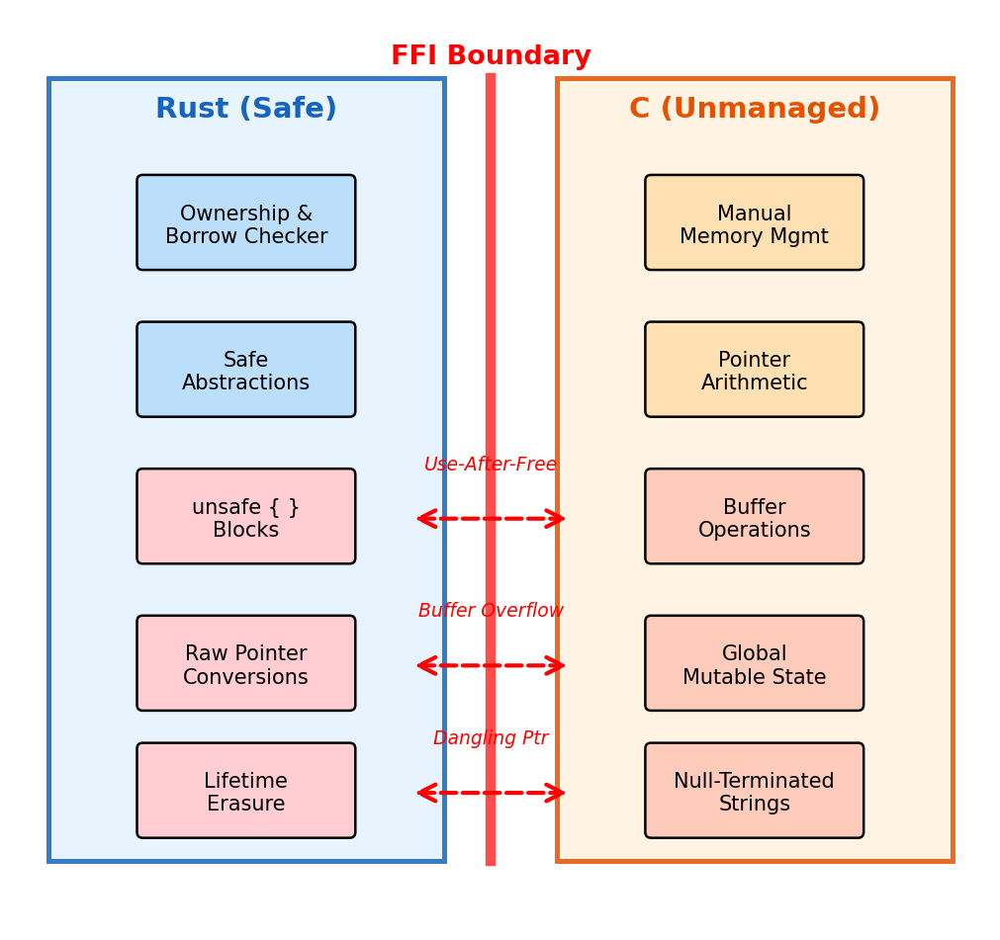 FFI Boundary
Rust (Safe)
Ownership &
Borrow Checker
Safe
Abstractions
unsafe { }
Blocks
Raw Pointer
Conversions
Lifetime
Erasure
Use-After-Free
Buffer Overflow
Dangling Ptr
C (Unmanaged)
Manual
Memory Mgmt
Pointer
Arithmetic
Buffer
Operations
Global
Mutable State
Null-Terminated
Strings